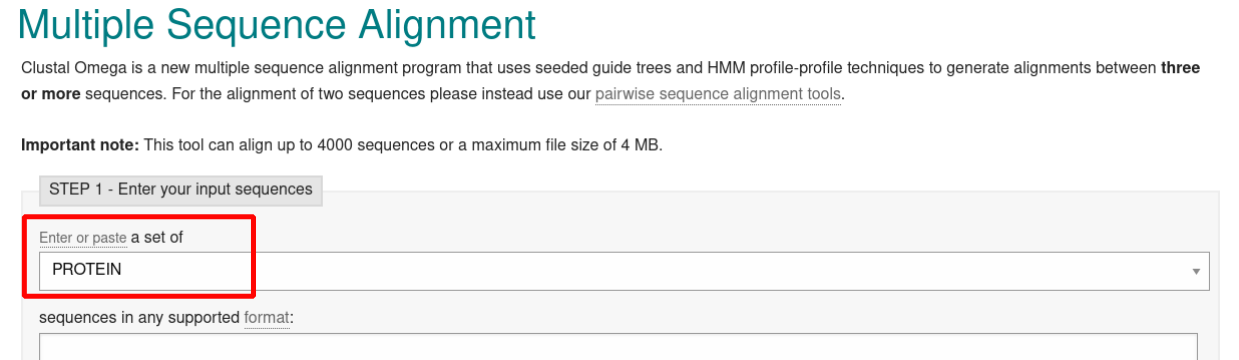 Multiple Sequence Alignment
Clustal Omega is a new multiple sequence alignment program that uses seeded guide trees and HMM profile-profile techniques to generate alignments between three
or more sequences. For the alignment of two sequences please instead use our pairwise sequence alignment tools.
Important note: This tool can align up to 4000 sequences or a maximum file size of 4 MB.
STEP 1 - Enter your input sequences
Enter or paste a set of
PROTEIN
sequences in any supported format: